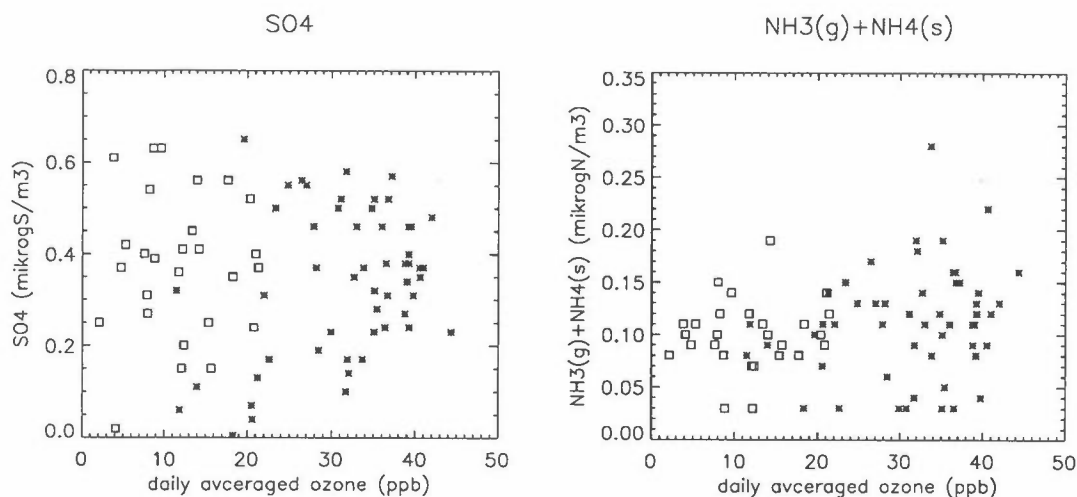 SO4
0.8
0.6
0.4
0.2
0.0
SO4 (mikrogS/m3)
0 10 20 30 40 50
daily avceraged ozone (ppb)
NH3(g)+NH4(s)
0.35
0.30
0.25
0.20
0.15
0.10
0.05
0.00
NH3(g)+NH4(s) (mikrogN/m3)
0 10 20 30 40 50
daily avceraged ozone (ppb)